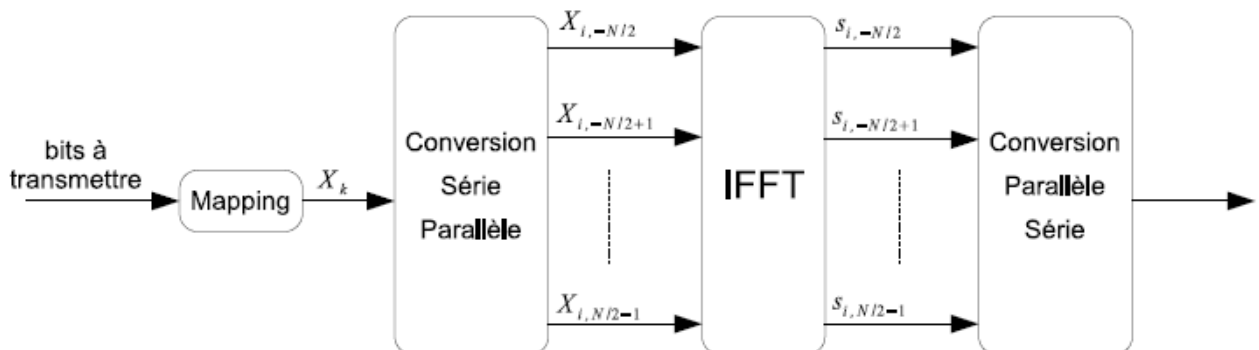 bits à
transmettre
Mapping
X_k
Conversion
Série
Parallèle
X_{i,-N/2}
X_{i,-N/2+1}
X_{i,N/2-1}
IFFT
s_{i,-N/2}
s_{i,-N/2+1}
s_{i,N/2-1}
Conversion
Parallèle
Série